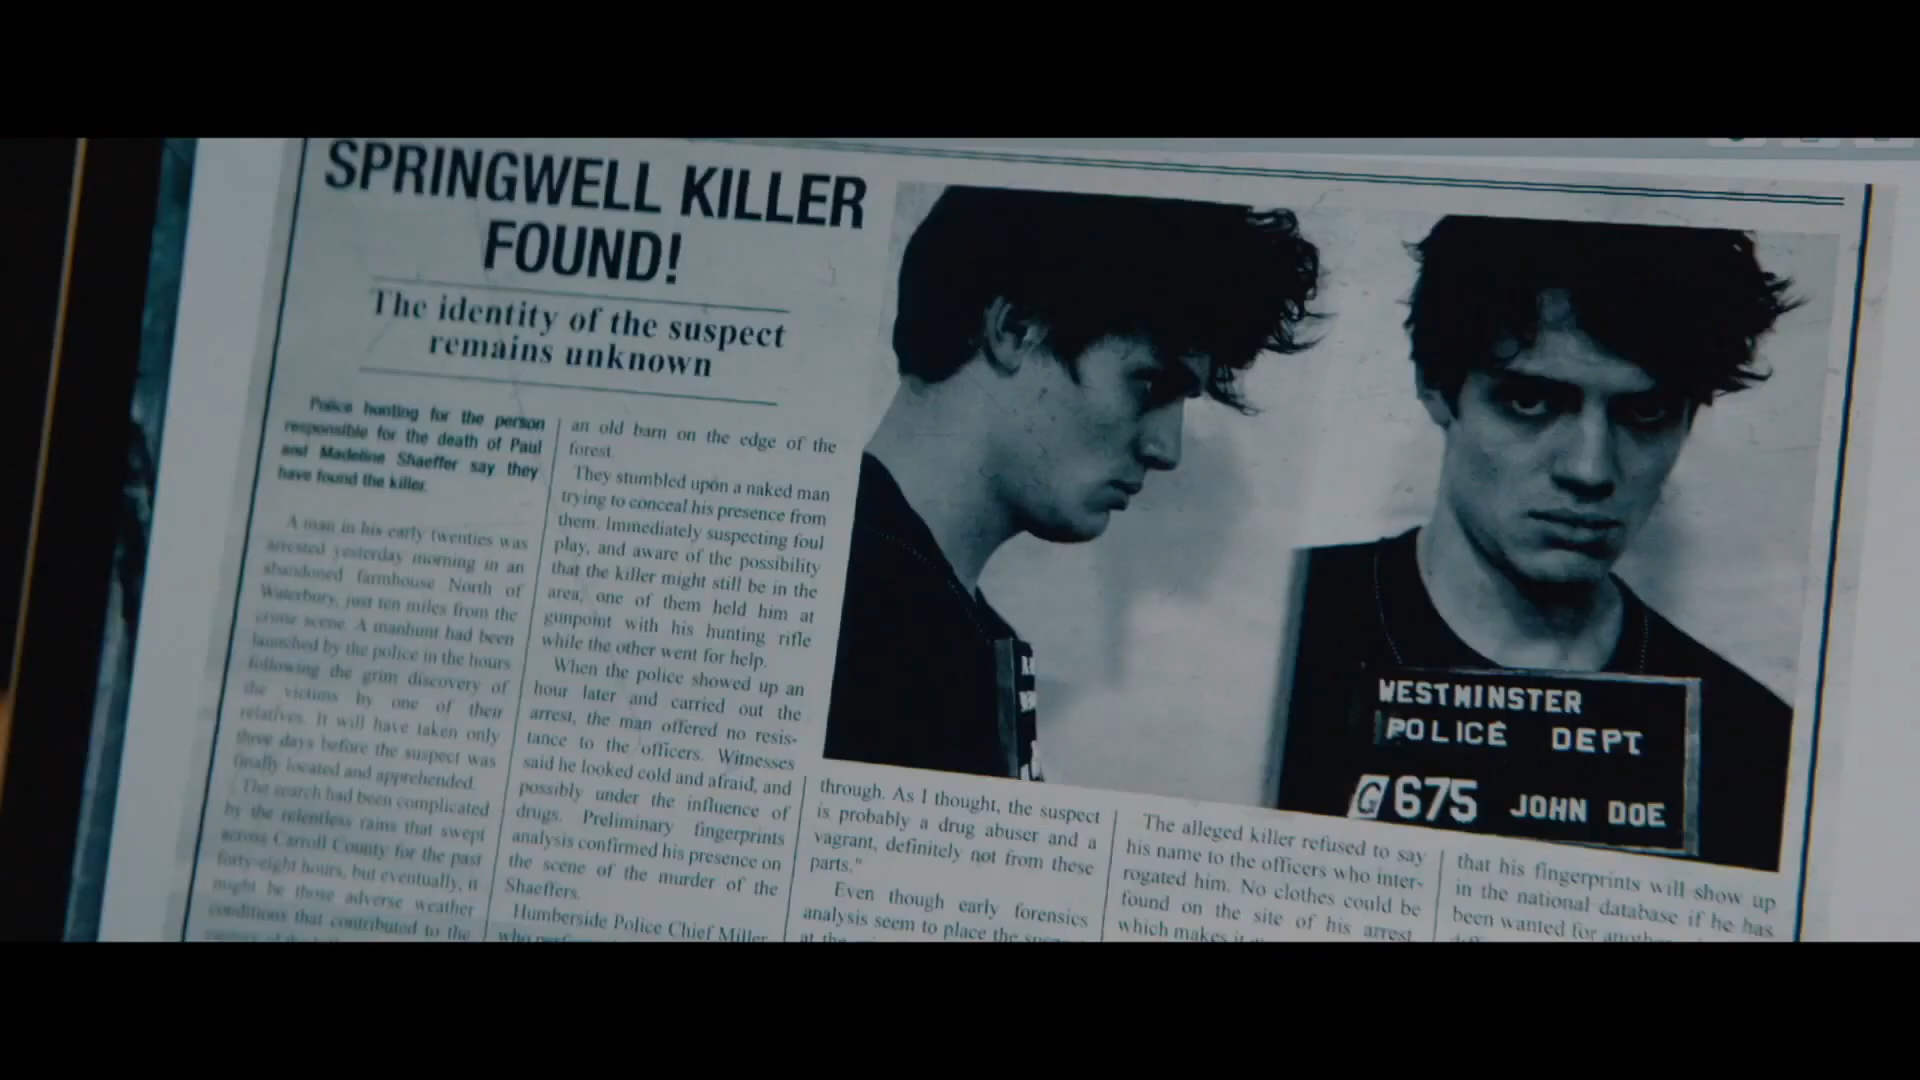 SPRINGWELL KILLER
FOUND!
The identity of the suspect
remains unknown
Police hunting for the person
responsible for the death of Paul
and Madeline Shaeffer say they
have found the killer.
A man in his early twenties was
arrested yesterday morning in an
abandoned farmhouse North of
Waterbury, just ten miles from the
crime scene. A manhunt had been
launched by the police in the hours
following the grim discovery of
the victims by one of their
relatives. It will have taken only
three days before the suspect was
finally located and apprehended.
The search had been complicated
by the relentless rains that swept
across Carroll County for the past
forty-eight hours, but eventually, it
might be those adverse weather
conditions that contributed to the
an old barn on the edge of the
forest.
They stumbled upon a naked man
trying to conceal his presence from
them. Immediately suspecting foul
play, and aware of the possibility
that the killer might still be in the
area, one of them held him at
gunpoint with his hunting rifle
while the other went for help.
When the police showed up an
hour later and carried out the
arrest, the man offered no resis-
tance to the officers. Witnesses
said he looked cold and afraid, and
possibly under the influence of
drugs. Preliminary fingerprints
analysis confirmed his presence on
the scene of the murder of the
Shaeffers.
Humberside Police Chief Miller,
who
through. As I thought, the suspect
is probably a drug abuser and a
vagrant, definitely not from these
parts."
Even though early forensics
analysis seem to place the suspect
at the
The alleged killer refused to say
his name to the officers who inter-
rogated him. No clothes could be
found on the site of his arrest,
which makes it
that his fingerprints will show up
in the national database if he has
been wanted for another
WESTMINSTER
POLICE DEPT
G675 JOHN DOE